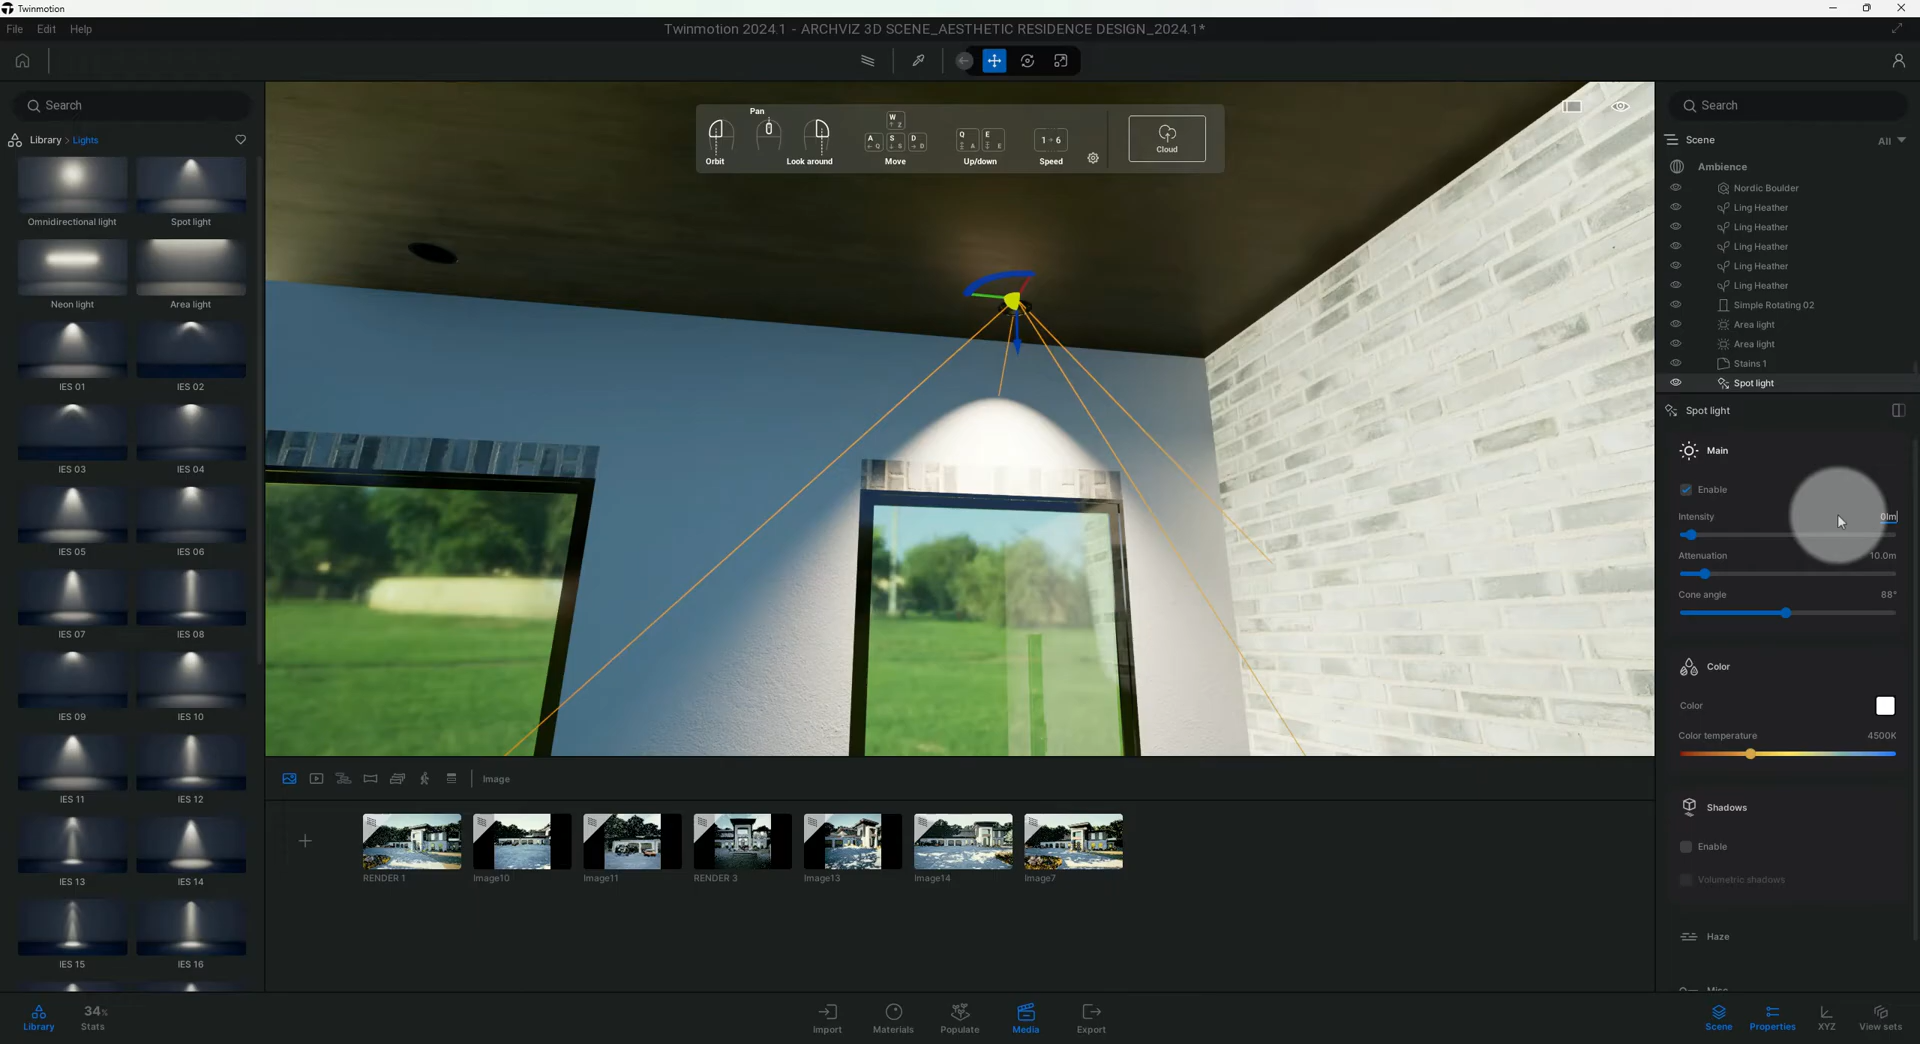 Twinmotion
File Edit Help
Twinmotion 2024.1 - ARCHVIZ 3D SCENE_AESTHETIC RESIDENCE DESIGN_2024.1*
Search
Library > Lights
Omnidirectional light
Spot light
Neon light
Area light
IES 01
IES 02
IES 03
IES 04
IES 05
IES 06
IES 07
IES 08
IES 09
IES 10
IES 11
IES 12
IES 13
IES 14
IES 15
IES 16
Pan
Orbit
Look around
W
↑ Z
A
← Q
S
↓ S
D
→ D
Move
Q
E
Up/down
1 → 6
Speed
Cloud
Search
Scene
All
Ambience
Nordic Boulder
Ling Heather
Ling Heather
Ling Heather
Ling Heather
Ling Heather
Simple Rotating 02
Area light
Area light
Stains 1
Spot light
Spot light
Main
Enable
Intensity 0lm
Attenuation 10.0m
Cone angle 88°
Color
Color
Color temperature 4500K
Shadows
Enable
Volumetric shadows
Haze
Image
RENDER 1
Image10
Image11
RENDER 3
Image13
Image14
Image7
Library
34%
Stats
Import
Materials
Populate
Media
Export
Scene
Properties
XYZ
View sets